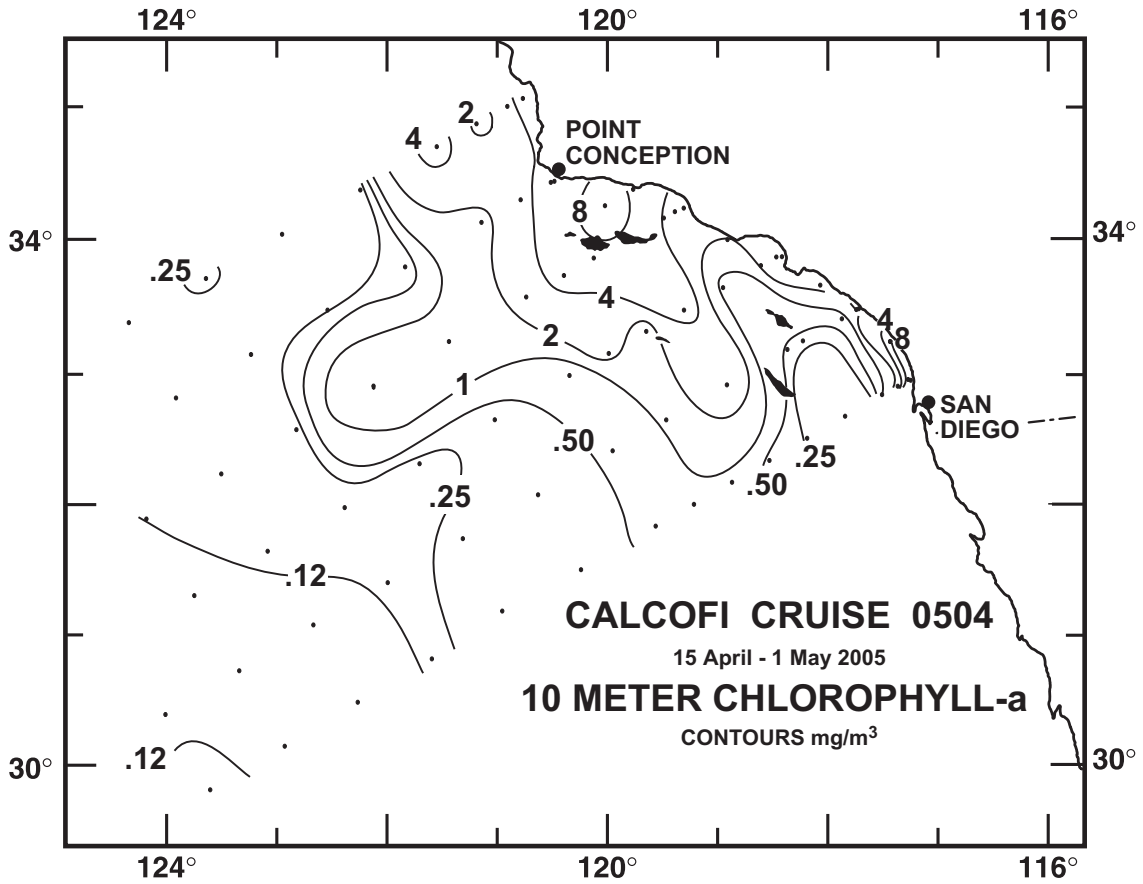 124° 120° 116°
2
4
POINT
CONCEPTION
8
34° 34°
.25
4
4
2
8
1
SAN
DIEGO
.50
.25
.50
.25
.12
CALCOFI CRUISE 0504
15 April - 1 May 2005
10 METER CHLOROPHYLL-a
CONTOURS mg/m³
.12
30° 30°
124° 120° 116°